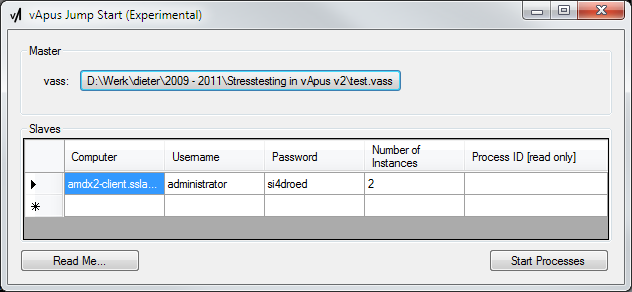 vApus Jump Start (Experimental)
Master
vass: D:\Werk\dieter\2009 - 2011\Stresstesting in vApus v2\test.vass
Slaves
Computer Username Password Number of Instances Process ID [read only]
amdx2-client.ssla... administrator si4droed 2
Read Me... Start Processes